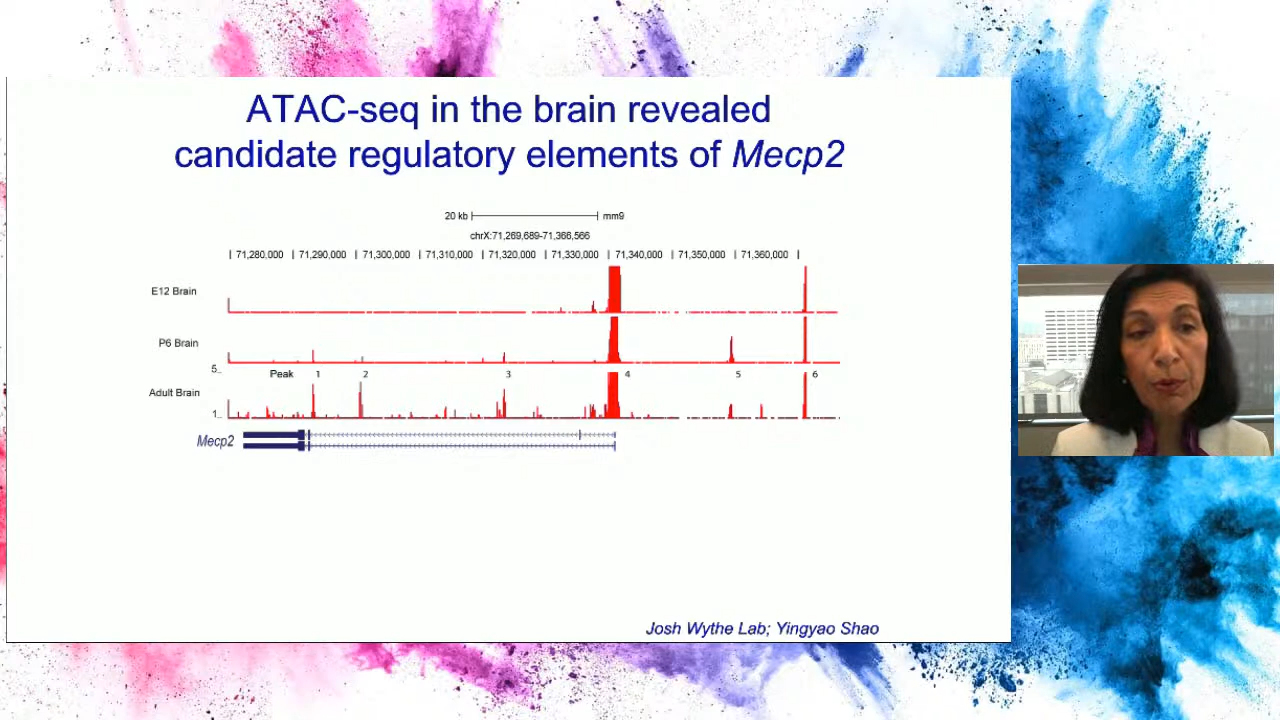 ATAC-seq in the brain revealed
candidate regulatory elements of Mecp2
20 kb mm9
chrX:71,269,689-71,366,566
71,280,000 71,290,000 71,300,000 71,310,000 71,320,000 71,330,000 71,340,000 71,350,000 71,360,000
E12 Brain
P6 Brain
5
Peak 1 2 3 4 5 6
Adult Brain
1
Mecp2
Josh Wythe Lab; Yingyao Shao